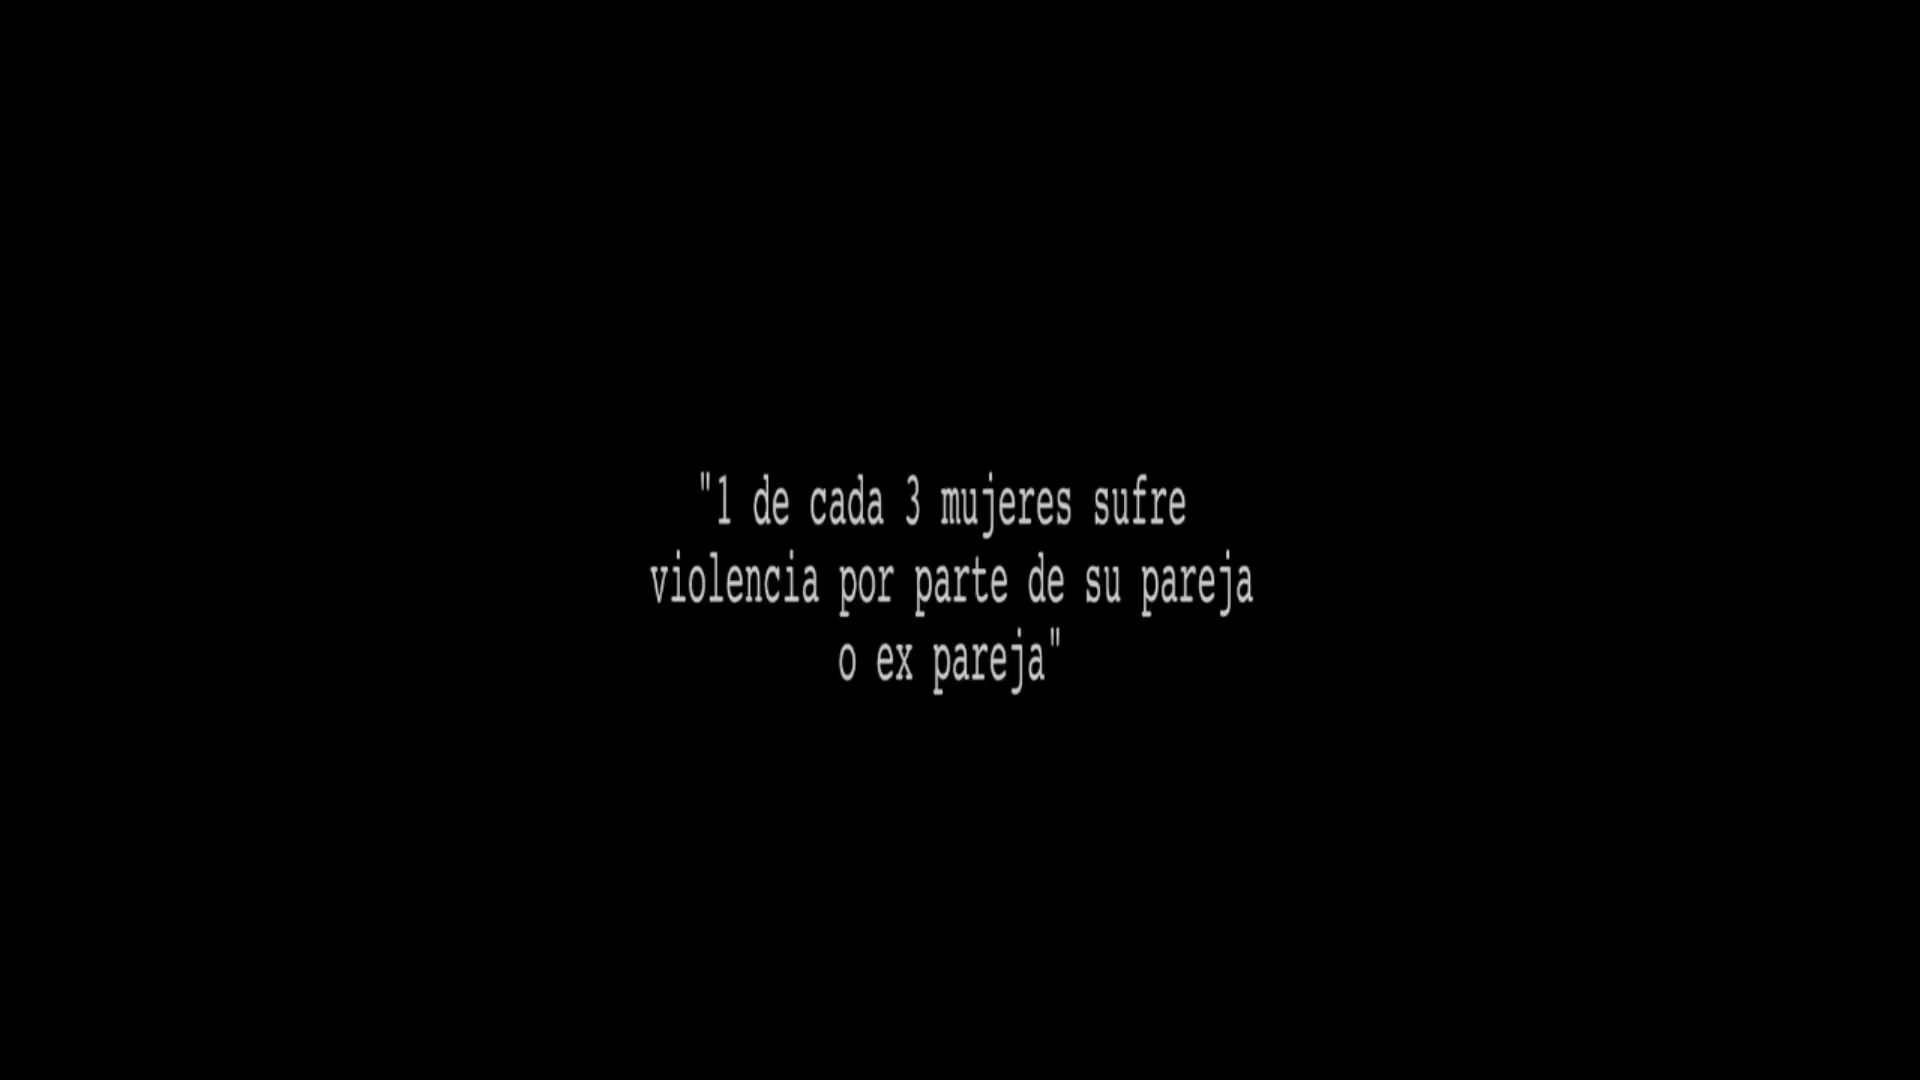 "1 de cada 3 mujeres sufre
violencia por parte de su pareja
o ex pareja"